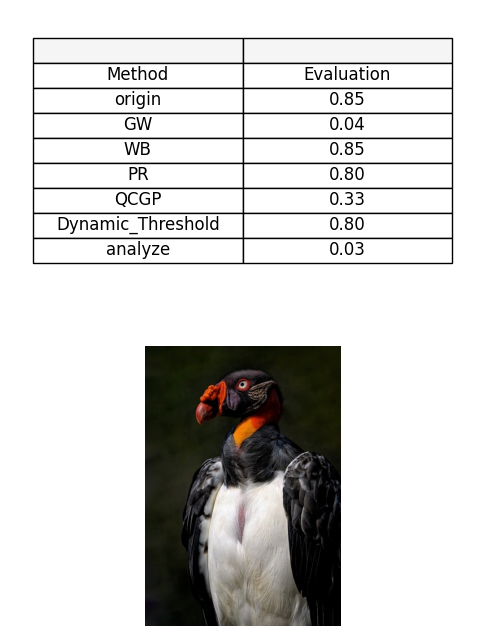 Method Evaluation
origin 0.85
GW 0.04
WB 0.85
PR 0.80
QCGP 0.33
Dynamic_Threshold 0.80
analyze 0.03